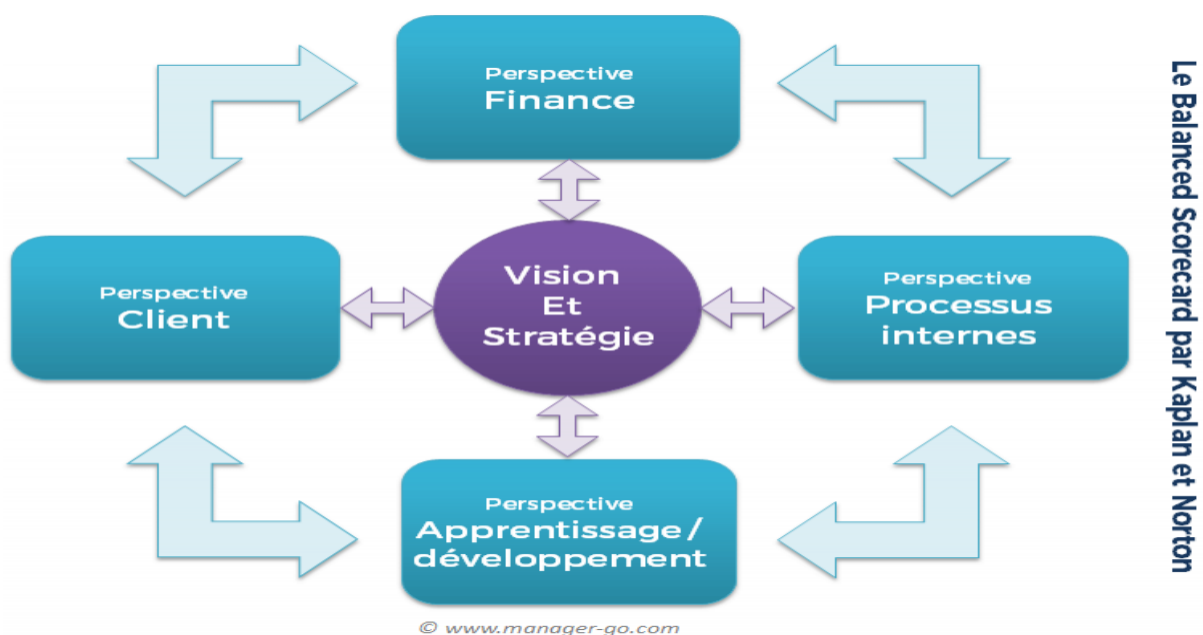 Perspective
Finance
Perspective
Client
Vision
Et
Stratégie
Perspective
Processus
internes
Perspective
Apprentissage/
développement
Le Balanced Scorecard par Kaplan et Norton
© www.manager-go.com